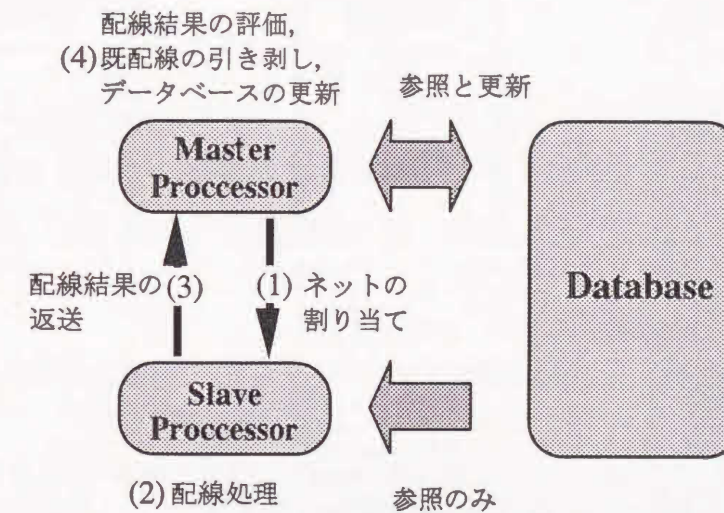 配線結果の評価,
(4)既配線の引き剥し,
データベースの更新
参照と更新
Master
Proccessor
Database
配線結果の(3)
返送
(1) ネットの
割り当て
Slave
Proccessor
(2) 配線処理
参照のみ